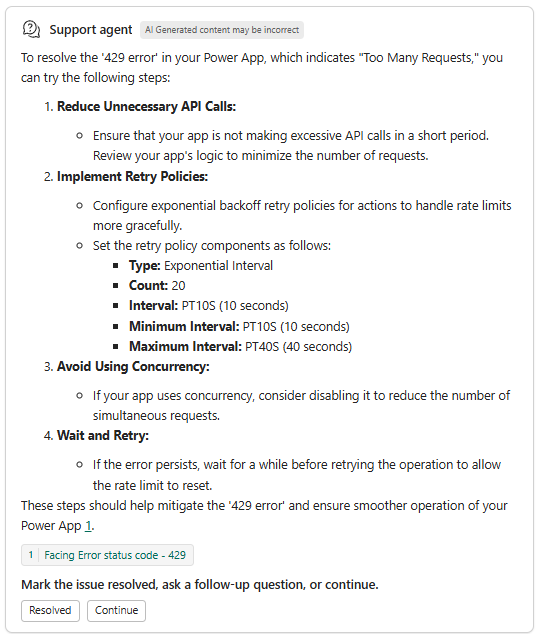 Support agent AI Generated content may be incorrect
To resolve the '429 error' in your Power App, which indicates "Too Many Requests," you
can try the following steps:
1. Reduce Unnecessary API Calls:
Ensure that your app is not making excessive API calls in a short period.
Review your app's logic to minimize the number of requests.
2. Implement Retry Policies:
Configure exponential backoff retry policies for actions to handle rate limits
more gracefully.
Set the retry policy components as follows:
Type: Exponential Interval
Count: 20
Interval: PT10S (10 seconds)
Minimum Interval: PT10S (10 seconds)
Maximum Interval: PT40S (40 seconds)
3. Avoid Using Concurrency:
If your app uses concurrency, consider disabling it to reduce the number of
simultaneous requests.
4. Wait and Retry:
If the error persists, wait for a while before retrying the operation to allow
the rate limit to reset.
These steps should help mitigate the '429 error' and ensure smoother operation of your
Power App 1.
1 Facing Error status code - 429
Mark the issue resolved, ask a follow-up question, or continue.
Resolved Continue